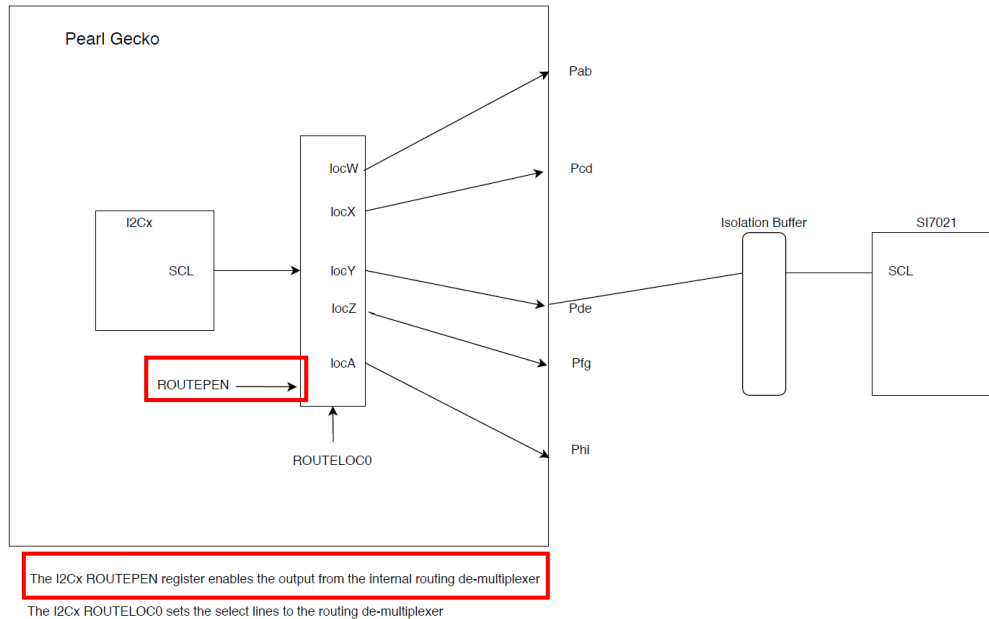 Pearl Gecko
Pab
locW
Pcd
locX
I2Cx
Isolation Buffer
SI7021
SCL
locY
SCL
locZ
Pde
locA
Pfg
ROUTEPEN
Phi
ROUTELOC0
The I2Cx ROUTEPEN register enables the output from the internal routing de-multiplexer
The I2Cx ROUTELOC0 sets the select lines to the routing de-multiplexer